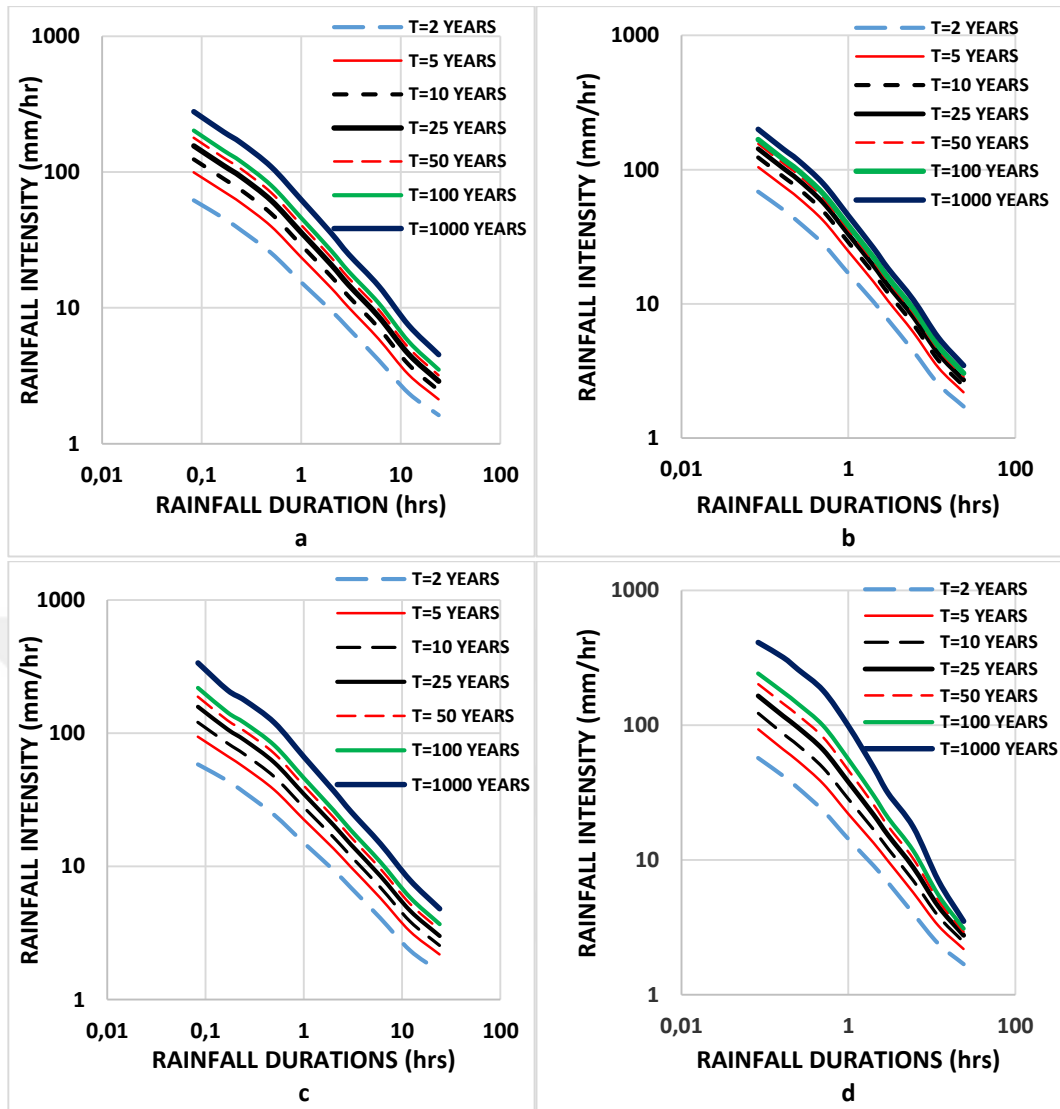 1000
100
10
1
RAINFALL INTENSITY (mm/hr)
T=2 YEARS
T=5 YEARS
T=10 YEARS
T=25 YEARS
T=50 YEARS
T=100 YEARS
T=1000 YEARS
0,01 0,1 1 10 100
RAINFALL DURATION (hrs)
a
1000
100
10
1
RAINFALL INTENSITY (mm/hr)
T=2 YEARS
T=5 YEARS
T=10 YEARS
T=25 YEARS
T=50 YEARS
T=100 YEARS
T=1000 YEARS
0,01 1 100
RAINFALL DURATIONS (hrs)
b
1000
100
10
1
RAINFALL INTENSITY (mm/hr)
T=2 YEARS
T=5 YEARS
T=10 YEARS
T=25 YEARS
T= 50 YEARS
T=100 YEARS
T=1000 YEARS
0,01 0,1 1 10 100
RAINFALL DURATIONS (hrs)
c
1000
100
10
1
RAINFALL INTENSITY (mm/hr)
T=2 YEARS
T=5 YEARS
T=10 YEARS
T=25 YEARS
T=50 YEARS
T=100 YEARS
T=1000 YEARS
0,01 1 100
RAINFALL DURATIONS (hrs)
d